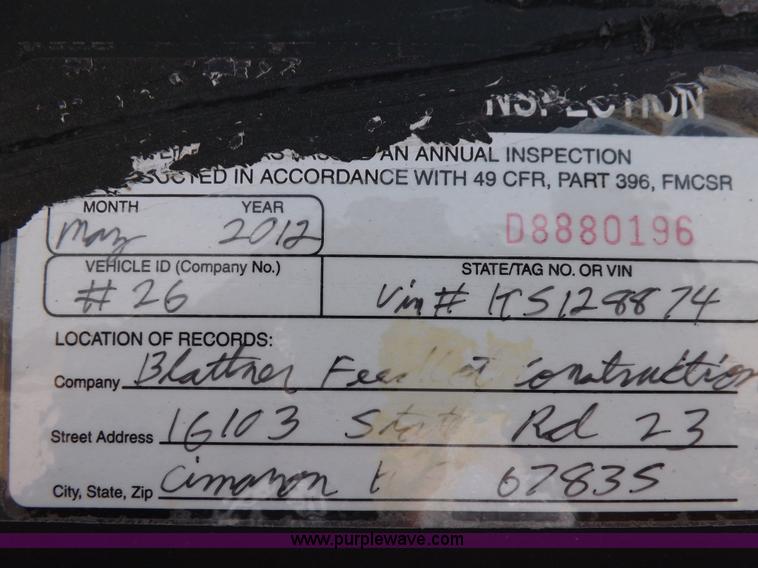 INSPECTION
PASSED AN ANNUAL INSPECTION
IN ACCORDANCE WITH 49 CFR, PART 396, FMCSR
MONTH YEAR
May 2012 D8880196
VEHICLE ID (Company No.) STATE/TAG NO. OR VIN
#26 Vin# KS128874
LOCATION OF RECORDS:
Company Blattner Construction
Street Address 16103 State Rd 23
City, State, Zip Cimarron 67835
www.purplewave.com